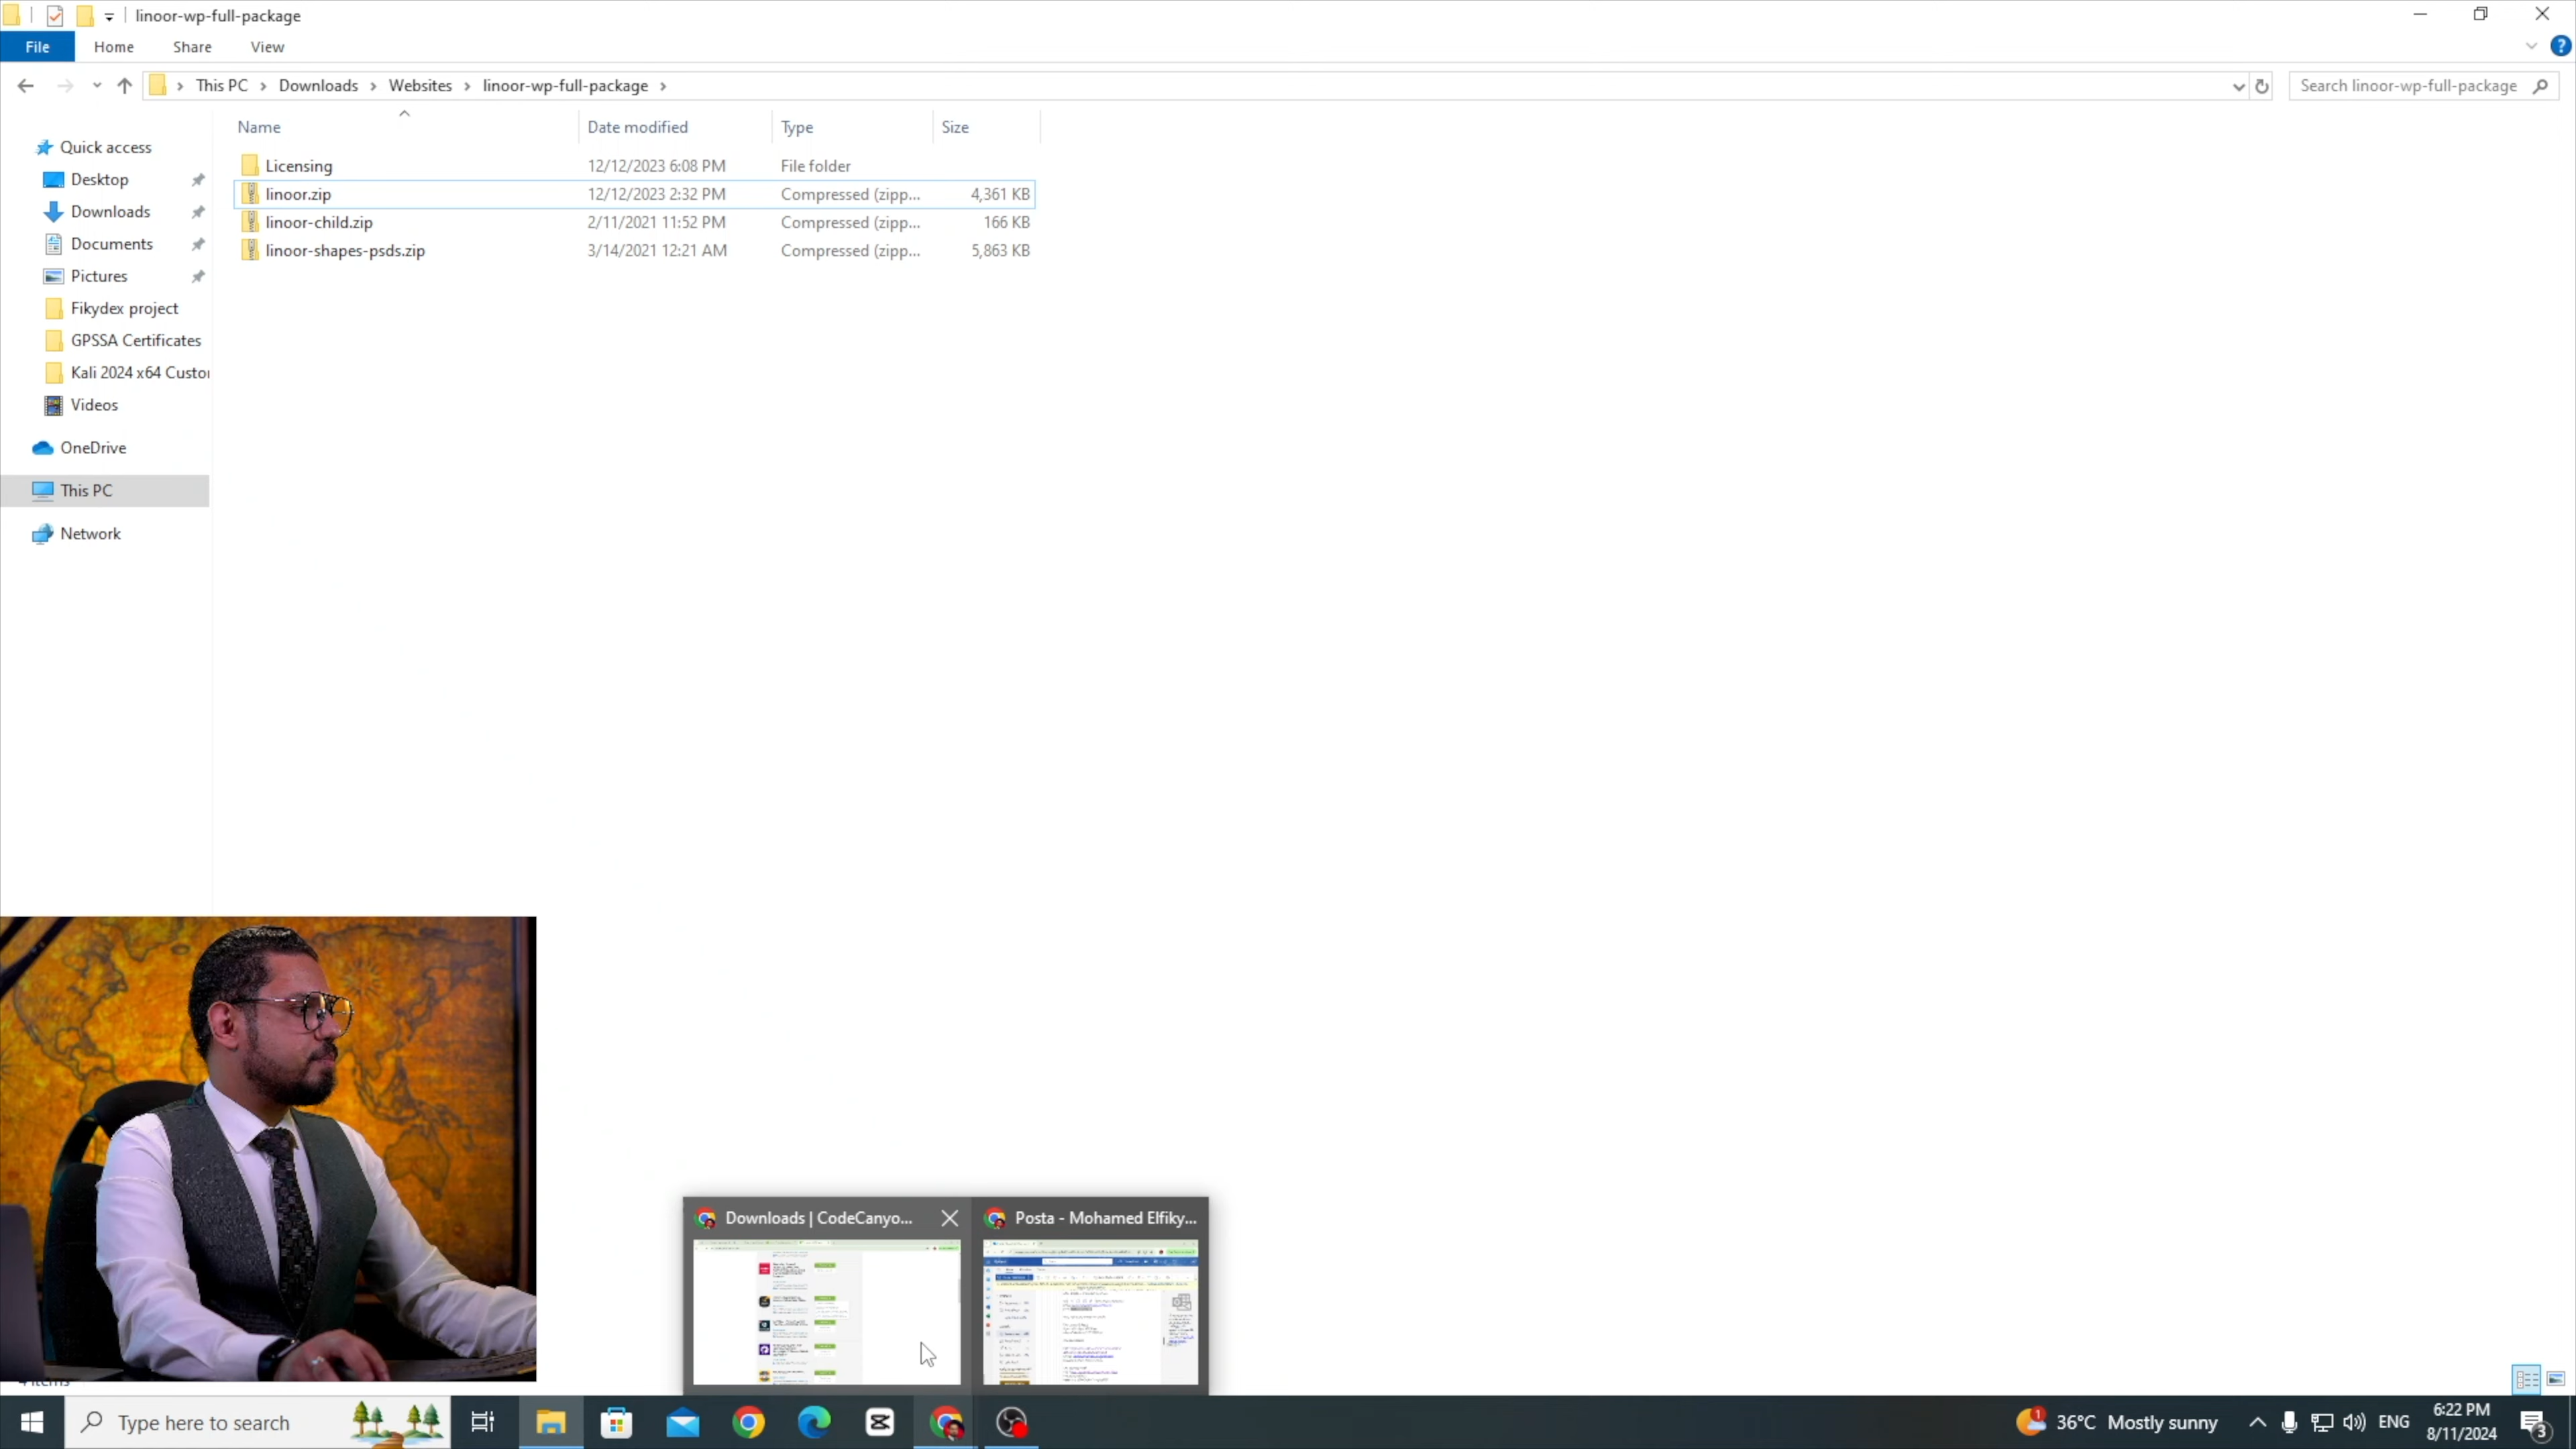 linoor-wp-full-package
File Home Share View
This PC Downloads Websites linoor-wp-full-package
Search linoor-wp-full-package
Name Date modified Type Size
Licensing 12/12/2023 6:08 PM File folder
linoor.zip 12/12/2023 2:32 PM Compressed (zipp... 4,361 KB
linoor-child.zip 2/11/2021 11:52 PM Compressed (zipp... 166 KB
linoor-shapes-psds.zip 3/14/2021 12:21 AM Compressed (zipp... 5,863 KB
Quick access
Desktop
Downloads
Documents
Pictures
Fikydex project
GPSSA Certificates
Kali 2024 x64 Custo
Videos
OneDrive
This PC
Network
Downloads | CodeCanyo...
Posta - Mohamed Elfiky...
Type here to search
36°C Mostly sunny
ENG
6:22 PM
8/11/2024
3